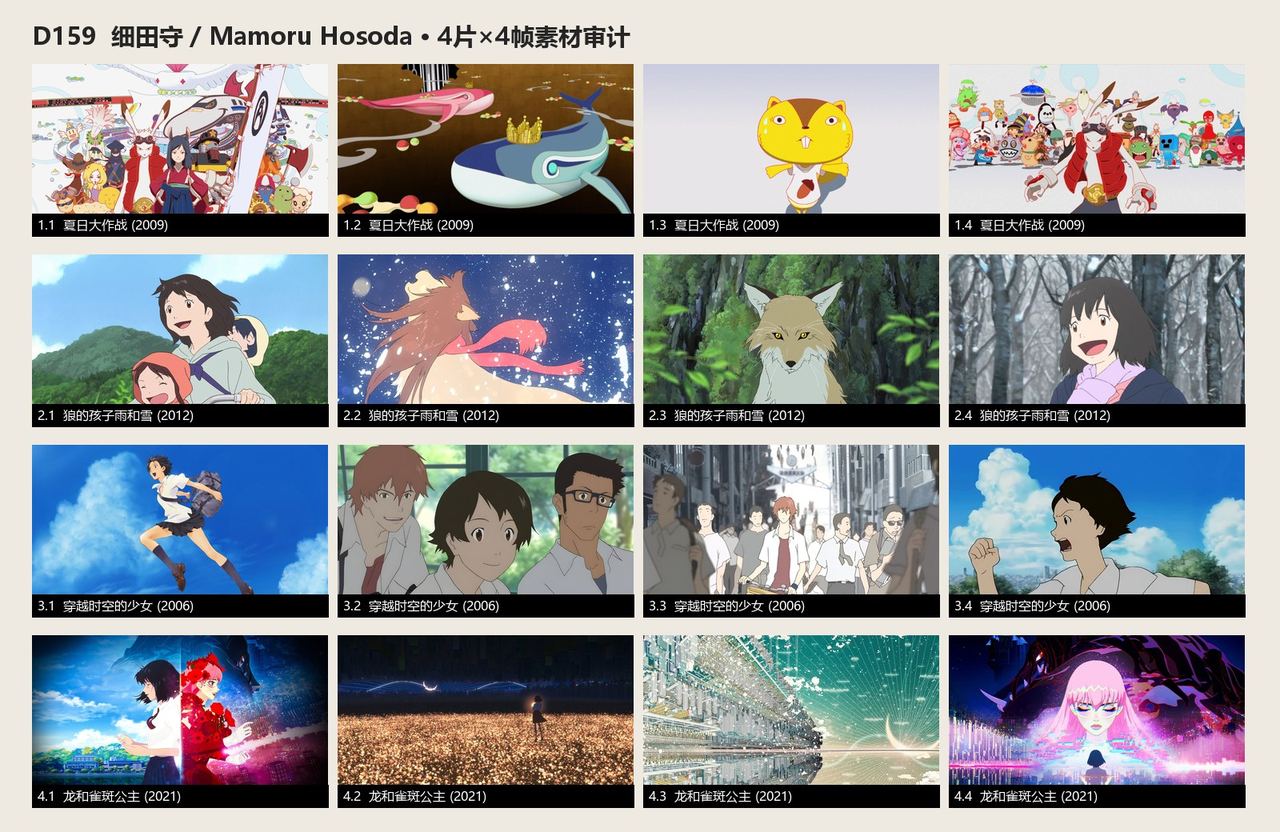 D159 细田守 / Mamoru Hosoda • 4片×4帧素材审计
1.1 夏日大作战 (2009)
1.2 夏日大作战 (2009)
1.3 夏日大作战 (2009)
1.4 夏日大作战 (2009)
2.1 狼的孩子雨和雪 (2012)
2.2 狼的孩子雨和雪 (2012)
2.3 狼的孩子雨和雪 (2012)
2.4 狼的孩子雨和雪 (2012)
3.1 穿越时空的少女 (2006)
3.2 穿越时空的少女 (2006)
3.3 穿越时空的少女 (2006)
3.4 穿越时空的少女 (2006)
4.1 龙和雀斑公主 (2021)
4.2 龙和雀斑公主 (2021)
4.3 龙和雀斑公主 (2021)
4.4 龙和雀斑公主 (2021)